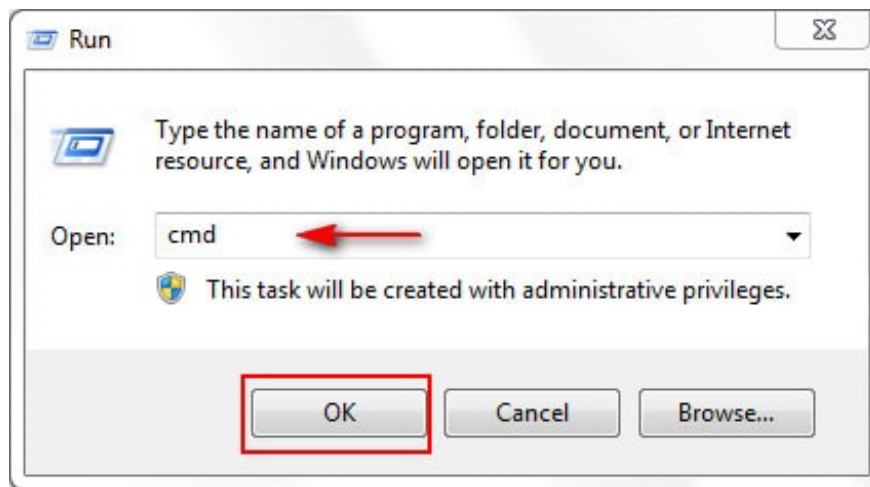 Run
Type the name of a program, folder, document, or Internet
resource, and Windows will open it for you.
Open: cmd
This task will be created with administrative privileges.
OK Cancel Browse...